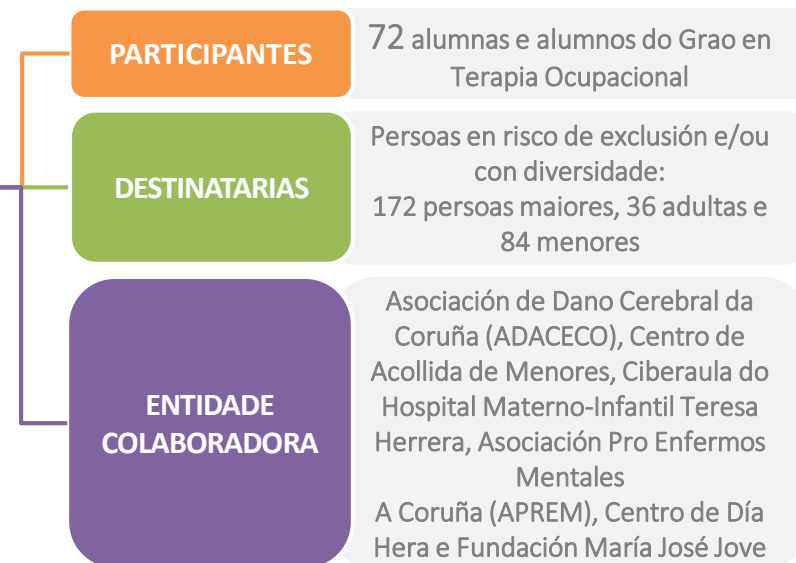 PARTICIPANTES
72 alumnas e alumnos do Grao en
Terapia Ocupacional
DESTINATARIAS
Persoas en risco de exclusión e/ou
con diversidade:
172 persoas maiores, 36 adultas e
84 menores
ENTIDADE
COLABORADORA
Asociación de Dano Cerebral da
Coruña (ADACECO), Centro de
Acollida de Menores, Ciberaula do
Hospital Materno-Infantil Teresa
Herrera, Asociación Pro Enfermos
Mentales
A Coruña (APREM), Centro de Día
Hera e Fundación María José Jove